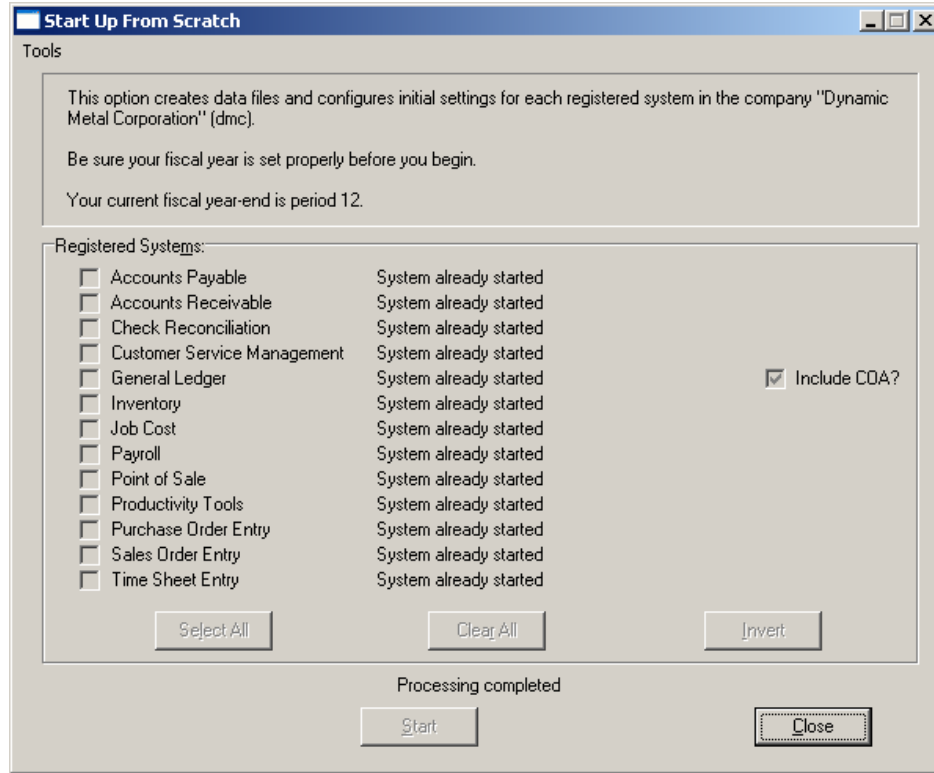 Start Up From Scratch
Tools
This option creates data files and configures initial settings for each registered system in the company "Dynamic
Metal Corporation" (dmc).
Be sure your fiscal year is set properly before you begin.
Your current fiscal year-end is period 12.
Registered Systems:
Accounts Payable System already started
Accounts Receivable System already started
Check Reconciliation System already started
Customer Service Management System already started
General Ledger System already started Include COA?
Inventory System already started
Job Cost System already started
Payroll System already started
Point of Sale System already started
Productivity Tools System already started
Purchase Order Entry System already started
Sales Order Entry System already started
Time Sheet Entry System already started
Select All Clear All Invert
Processing completed
Start Close